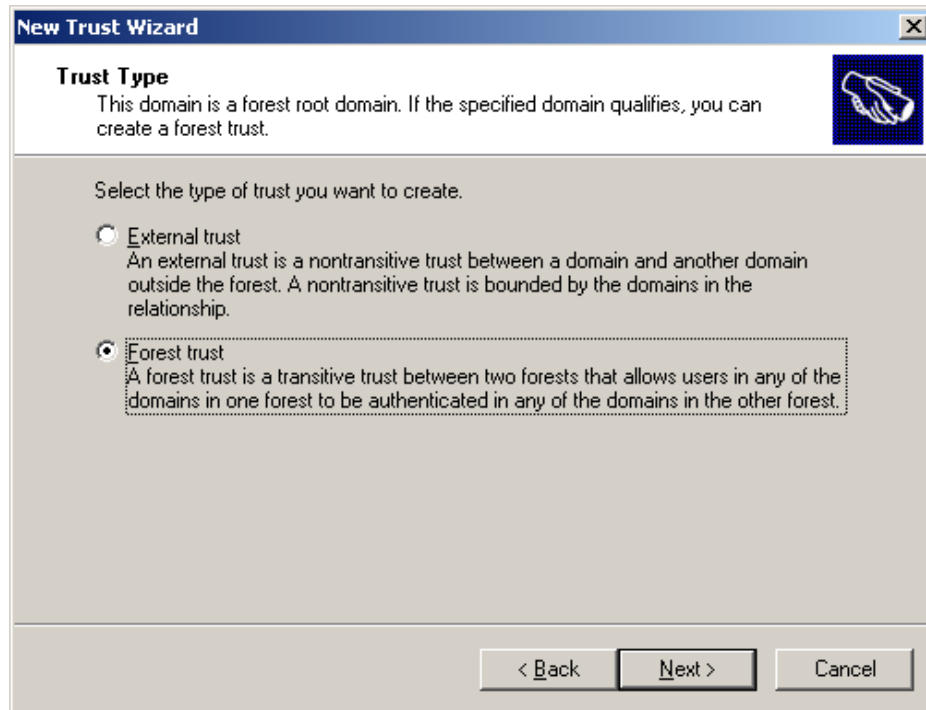 New Trust Wizard
Trust Type
This domain is a forest root domain. If the specified domain qualifies, you can
create a forest trust.
Select the type of trust you want to create.
External trust
An external trust is a nontransitive trust between a domain and another domain
outside the forest. A nontransitive trust is bounded by the domains in the
relationship.
Forest trust
A forest trust is a transitive trust between two forests that allows users in any of the
domains in one forest to be authenticated in any of the domains in the other forest.
< Back
Next >
Cancel